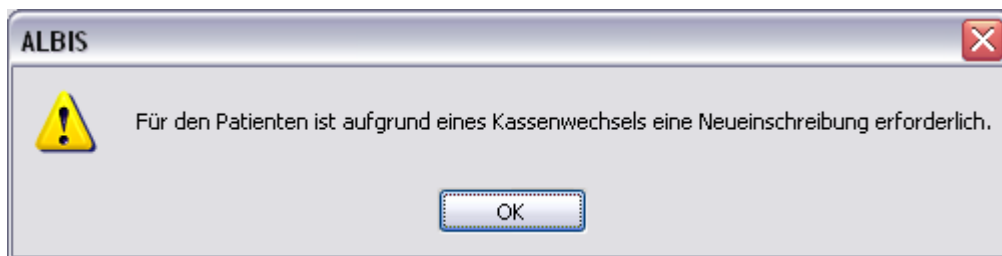 ALBIS
Für den Patienten ist aufgrund eines Kassenwechsels eine Neueinschreibung erforderlich.
OK